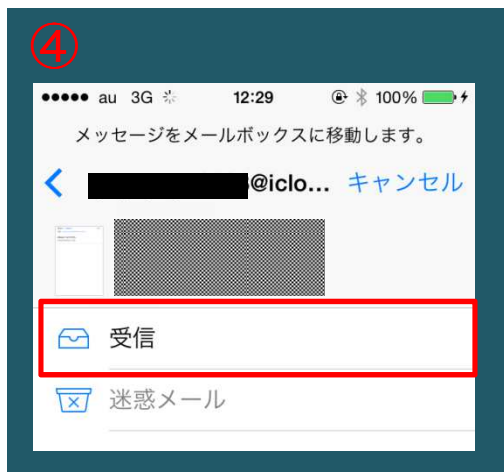 ④
au 3G 12:29 100%
メッセージをメールボックスに移動します。
@iclo... キャンセル
受信
迷惑メール